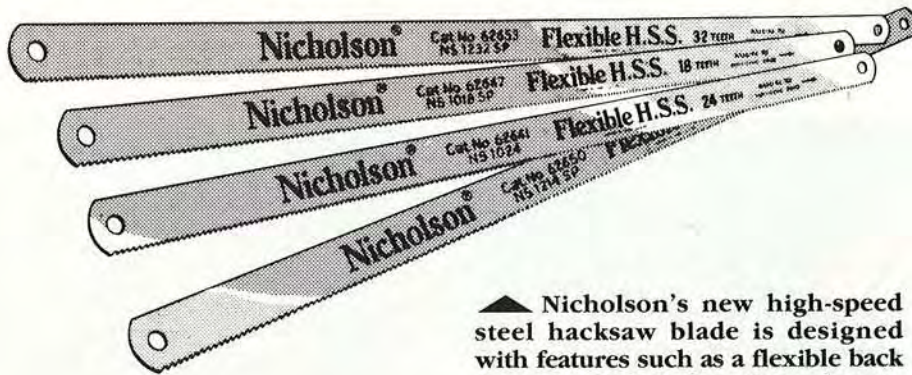 Nicholson® Cat No 62653 Flexible H.S.S. 32 TEETH
NS 1232 SP
Nicholson® Cat No 62647 Flexible H.S.S. 18 TEETH
NS 1018 SP
Nicholson® Cat No 62641 Flexible H.S.S. 24 TEETH
NS 1024
Nicholson® Cat No 62650
NS 1214 SP
Nicholson's new high-speed
steel hacksaw blade is designed
with features such as a flexible back